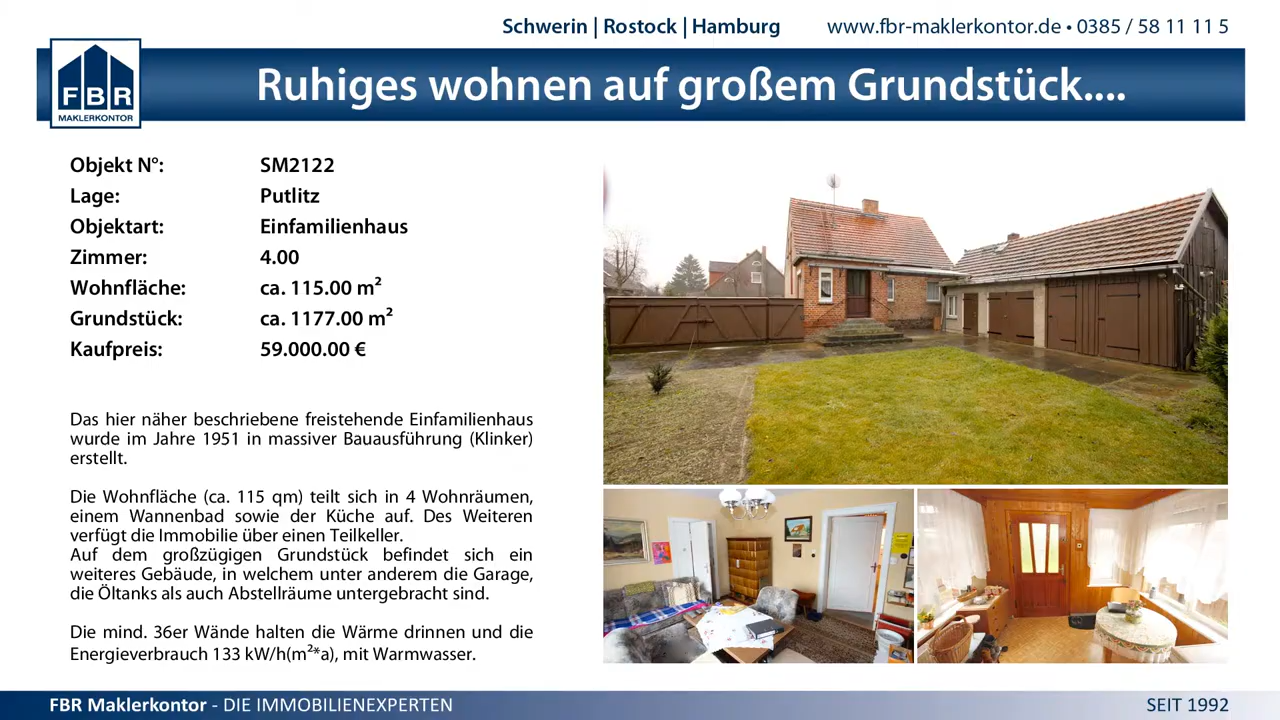 Schwerin | Rostock | Hamburg www.fbr-maklerkontor.de • 0385 / 58 11 11 5
FBR
MAKLERKONTOR
Ruhiges wohnen auf großem Grundstück....
Objekt N°: SM2122
Lage: Putlitz
Objektart: Einfamilienhaus
Zimmer: 4.00
Wohnfläche: ca. 115.00 m²
Grundstück: ca. 1177.00 m²
Kaufpreis: 59.000.00 €
Das hier näher beschriebene freistehende Einfamilienhaus
wurde im Jahre 1951 in massiver Bauausführung (Klinker)
erstellt.
Die Wohnfläche (ca. 115 qm) teilt sich in 4 Wohnräumen,
einem Wannenbad sowie der Küche auf. Des Weiteren
verfügt die Immobilie über einen Teilkeller.
Auf dem großzügigen Grundstück befindet sich ein
weiteres Gebäude, in welchem unter anderem die Garage,
die Öltanks als auch Abstellräume untergebracht sind.
Die mind. 36er Wände halten die Wärme drinnen und die
Energieverbrauch 133 kW/h(m²*a), mit Warmwasser.
FBR Maklerkontor - DIE IMMOBILIENEXPERTEN SEIT 1992